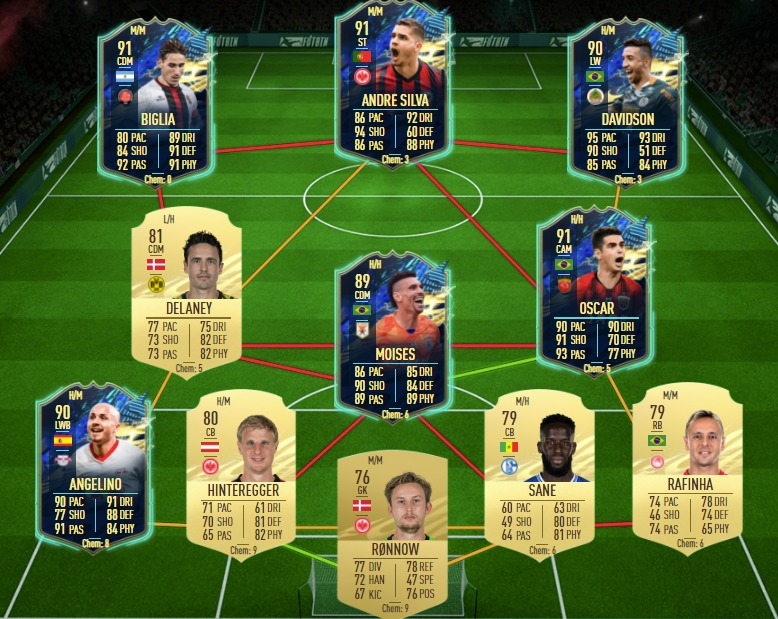 M/M
91
CDM
BIGLIA
80 PAC 89 DRI
84 SHO 91 DEF
92 PAS 91 PHY
Chem: 0
91
ST
ANDRE SILVA
86 PAC 92 DRI
94 SHO 60 DEF
86 PAS 88 PHY
Chem: 3
M/M
90
LW
DAVIDSON
95 PAC 93 DRI
90 SHO 51 DEF
85 PAS 84 PHY
Chem: 3
L/H
81
CDM
DELANEY
77 PAC 75 DRI
73 SHO 82 DEF
73 PAS 82 PHY
Chem: 5
H/H
89
CDM
MOISES
86 PAC 85 DRI
90 SHO 84 DEF
89 PAS 89 PHY
Chem: 6
H/H
91
CAM
OSCAR
90 PAC 90 DRI
91 SHO 70 DEF
93 PAS 77 PHY
Chem: 5
H/M
90
LWB
ANGELINO
90 PAC 91 DRI
77 SHO 88 DEF
91 PAS 84 PHY
Chem: 8
H/M
80
CB
HINTEREGGER
71 PAC 61 DRI
70 SHO 81 DEF
65 PAS 82 PHY
Chem: 9
M/M
76
GK
RØNNOW
77 DIV 78 REF
72 HAN 47 SPE
67 KIC 76 POS
Chem: 9
M/M
79
CB
SANE
60 PAC 63 DRI
49 SHO 80 DEF
64 PAS 81 PHY
Chem: 6
M/M
79
RB
RAFINHA
74 PAC 78 DRI
46 SHO 74 DEF
74 PAS 65 PHY
Chem: 6